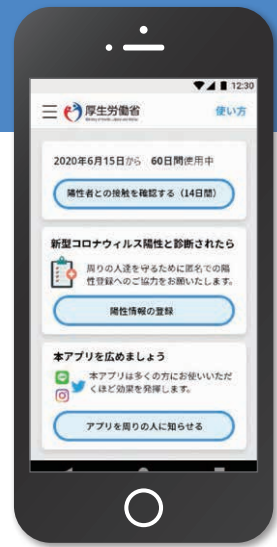 12:30
厚生労働省
使い方
2020年6月15日から 60日間使用中
陽性者との接触を確認する（14日間）
新型コロナウィルス陽性と診断されたら
周りの人達を守るために匿名での陽
性登録へのご協力をお願いいたします。
陽性情報の登録
本アプリを広めましょう
本アプリは多くの方にお使いいただ
くほど効果を発揮します。
アプリを周りの人に知らせる